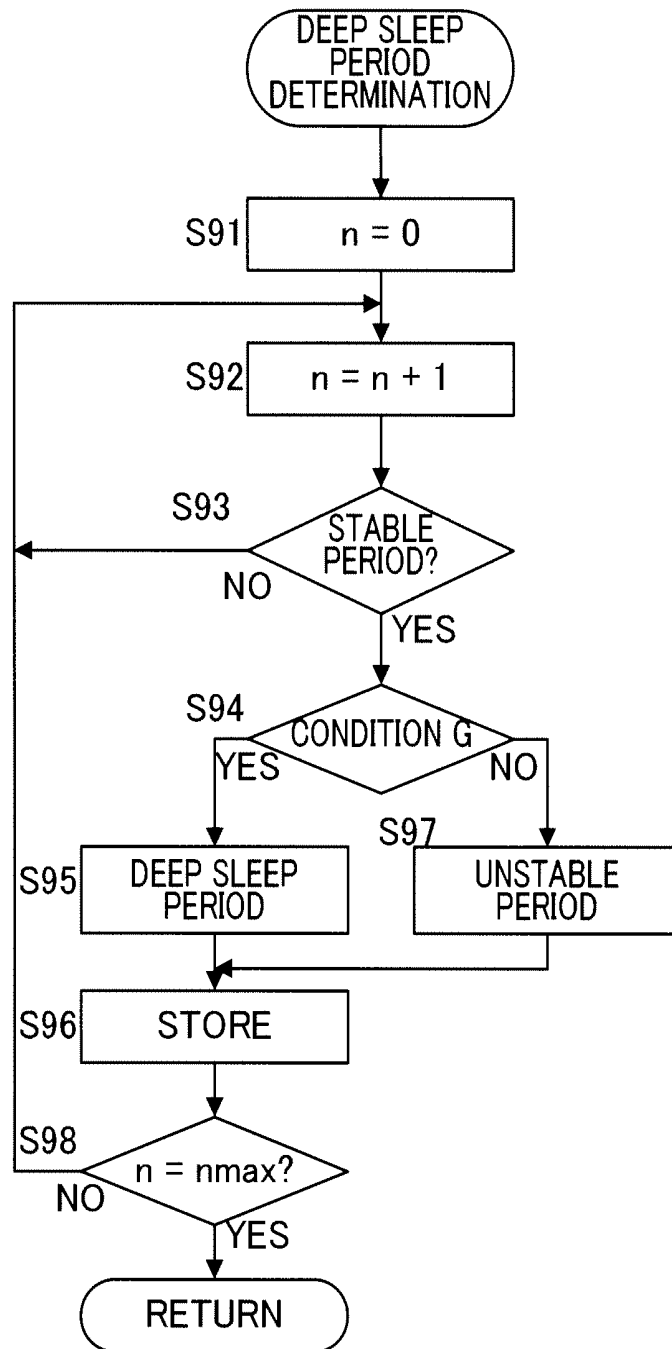 DEEP SLEEP
PERIOD
DETERMINATION
S91
n = 0
S92
n = n + 1
S93
STABLE
PERIOD?
NO
YES
S94
CONDITION G
YES
NO
S95
DEEP SLEEP
PERIOD
S97
UNSTABLE
PERIOD
S96
STORE
S98
n = nmax?
NO
YES
RETURN